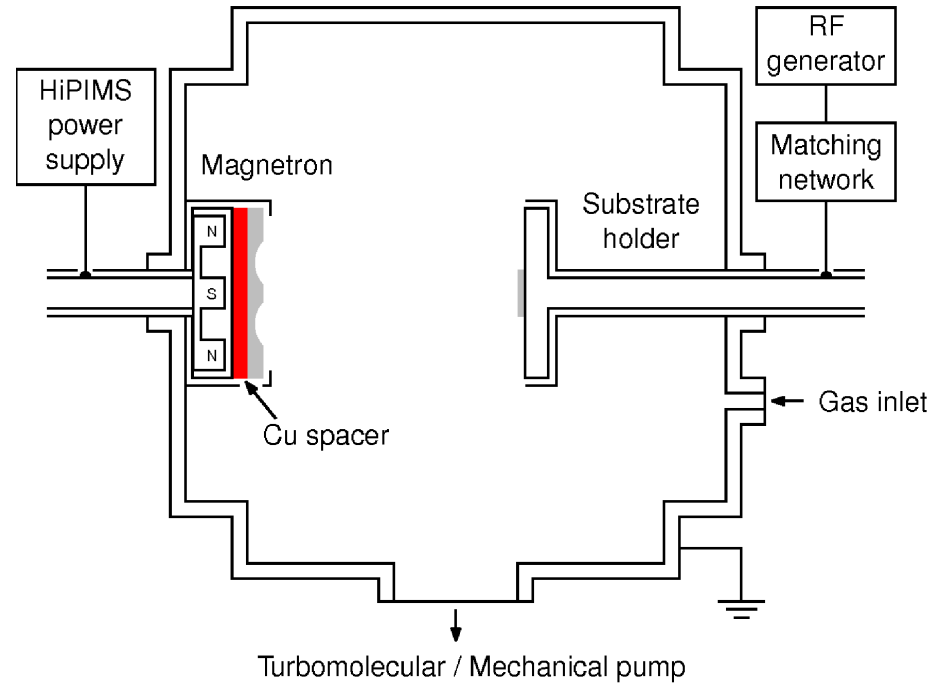 RF
generator
HiPIMS
power
supply
Matching
network
Magnetron
Substrate
holder
N
S
N
Gas inlet
Cu spacer
Turbomolecular / Mechanical pump